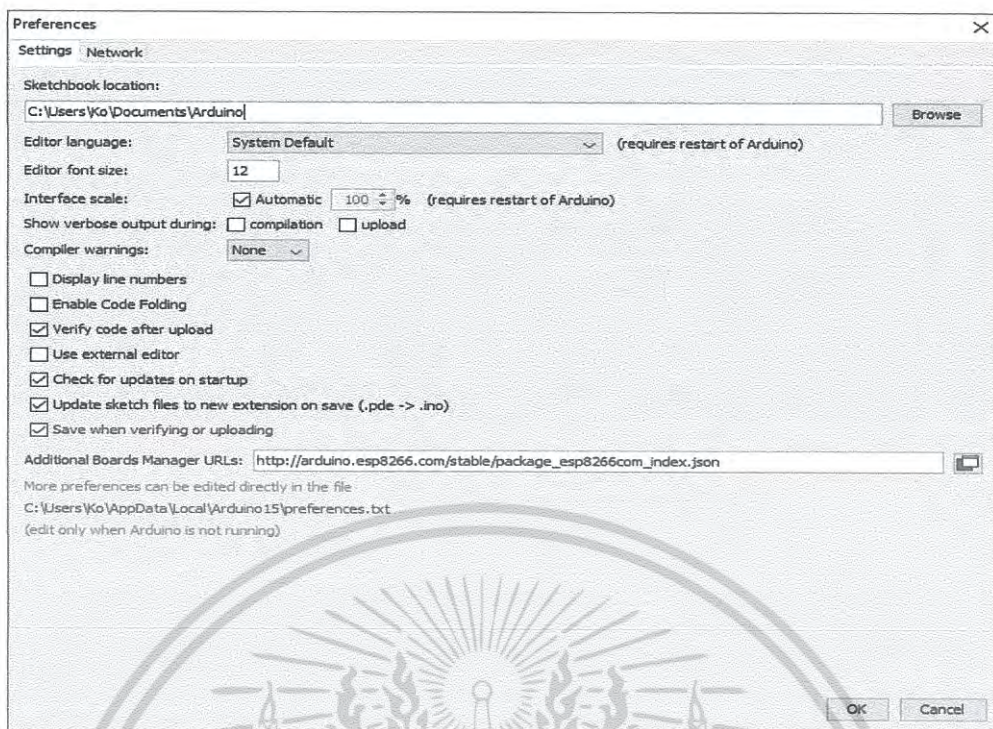 Preferences
Settings Network
Sketchbook location:
C:\Users\Ko\Documents\Arduino
Browse
Editor language: System Default (requires restart of Arduino)
Editor font size: 12
Interface scale: Automatic 100 % (requires restart of Arduino)
Show verbose output during: compilation upload
Compiler warnings: None
Display line numbers
Enable Code Folding
Verify code after upload
Use external editor
Check for updates on startup
Update sketch files to new extension on save (.pde -> .ino)
Save when verifying or uploading
Additional Boards Manager URLs: http://arduino.esp8266.com/stable/package_esp8266com_index.json
More preferences can be edited directly in the file
C:\Users\Ko\AppData\Local\Arduino15\preferences.txt
(edit only when Arduino is not running)
OK Cancel